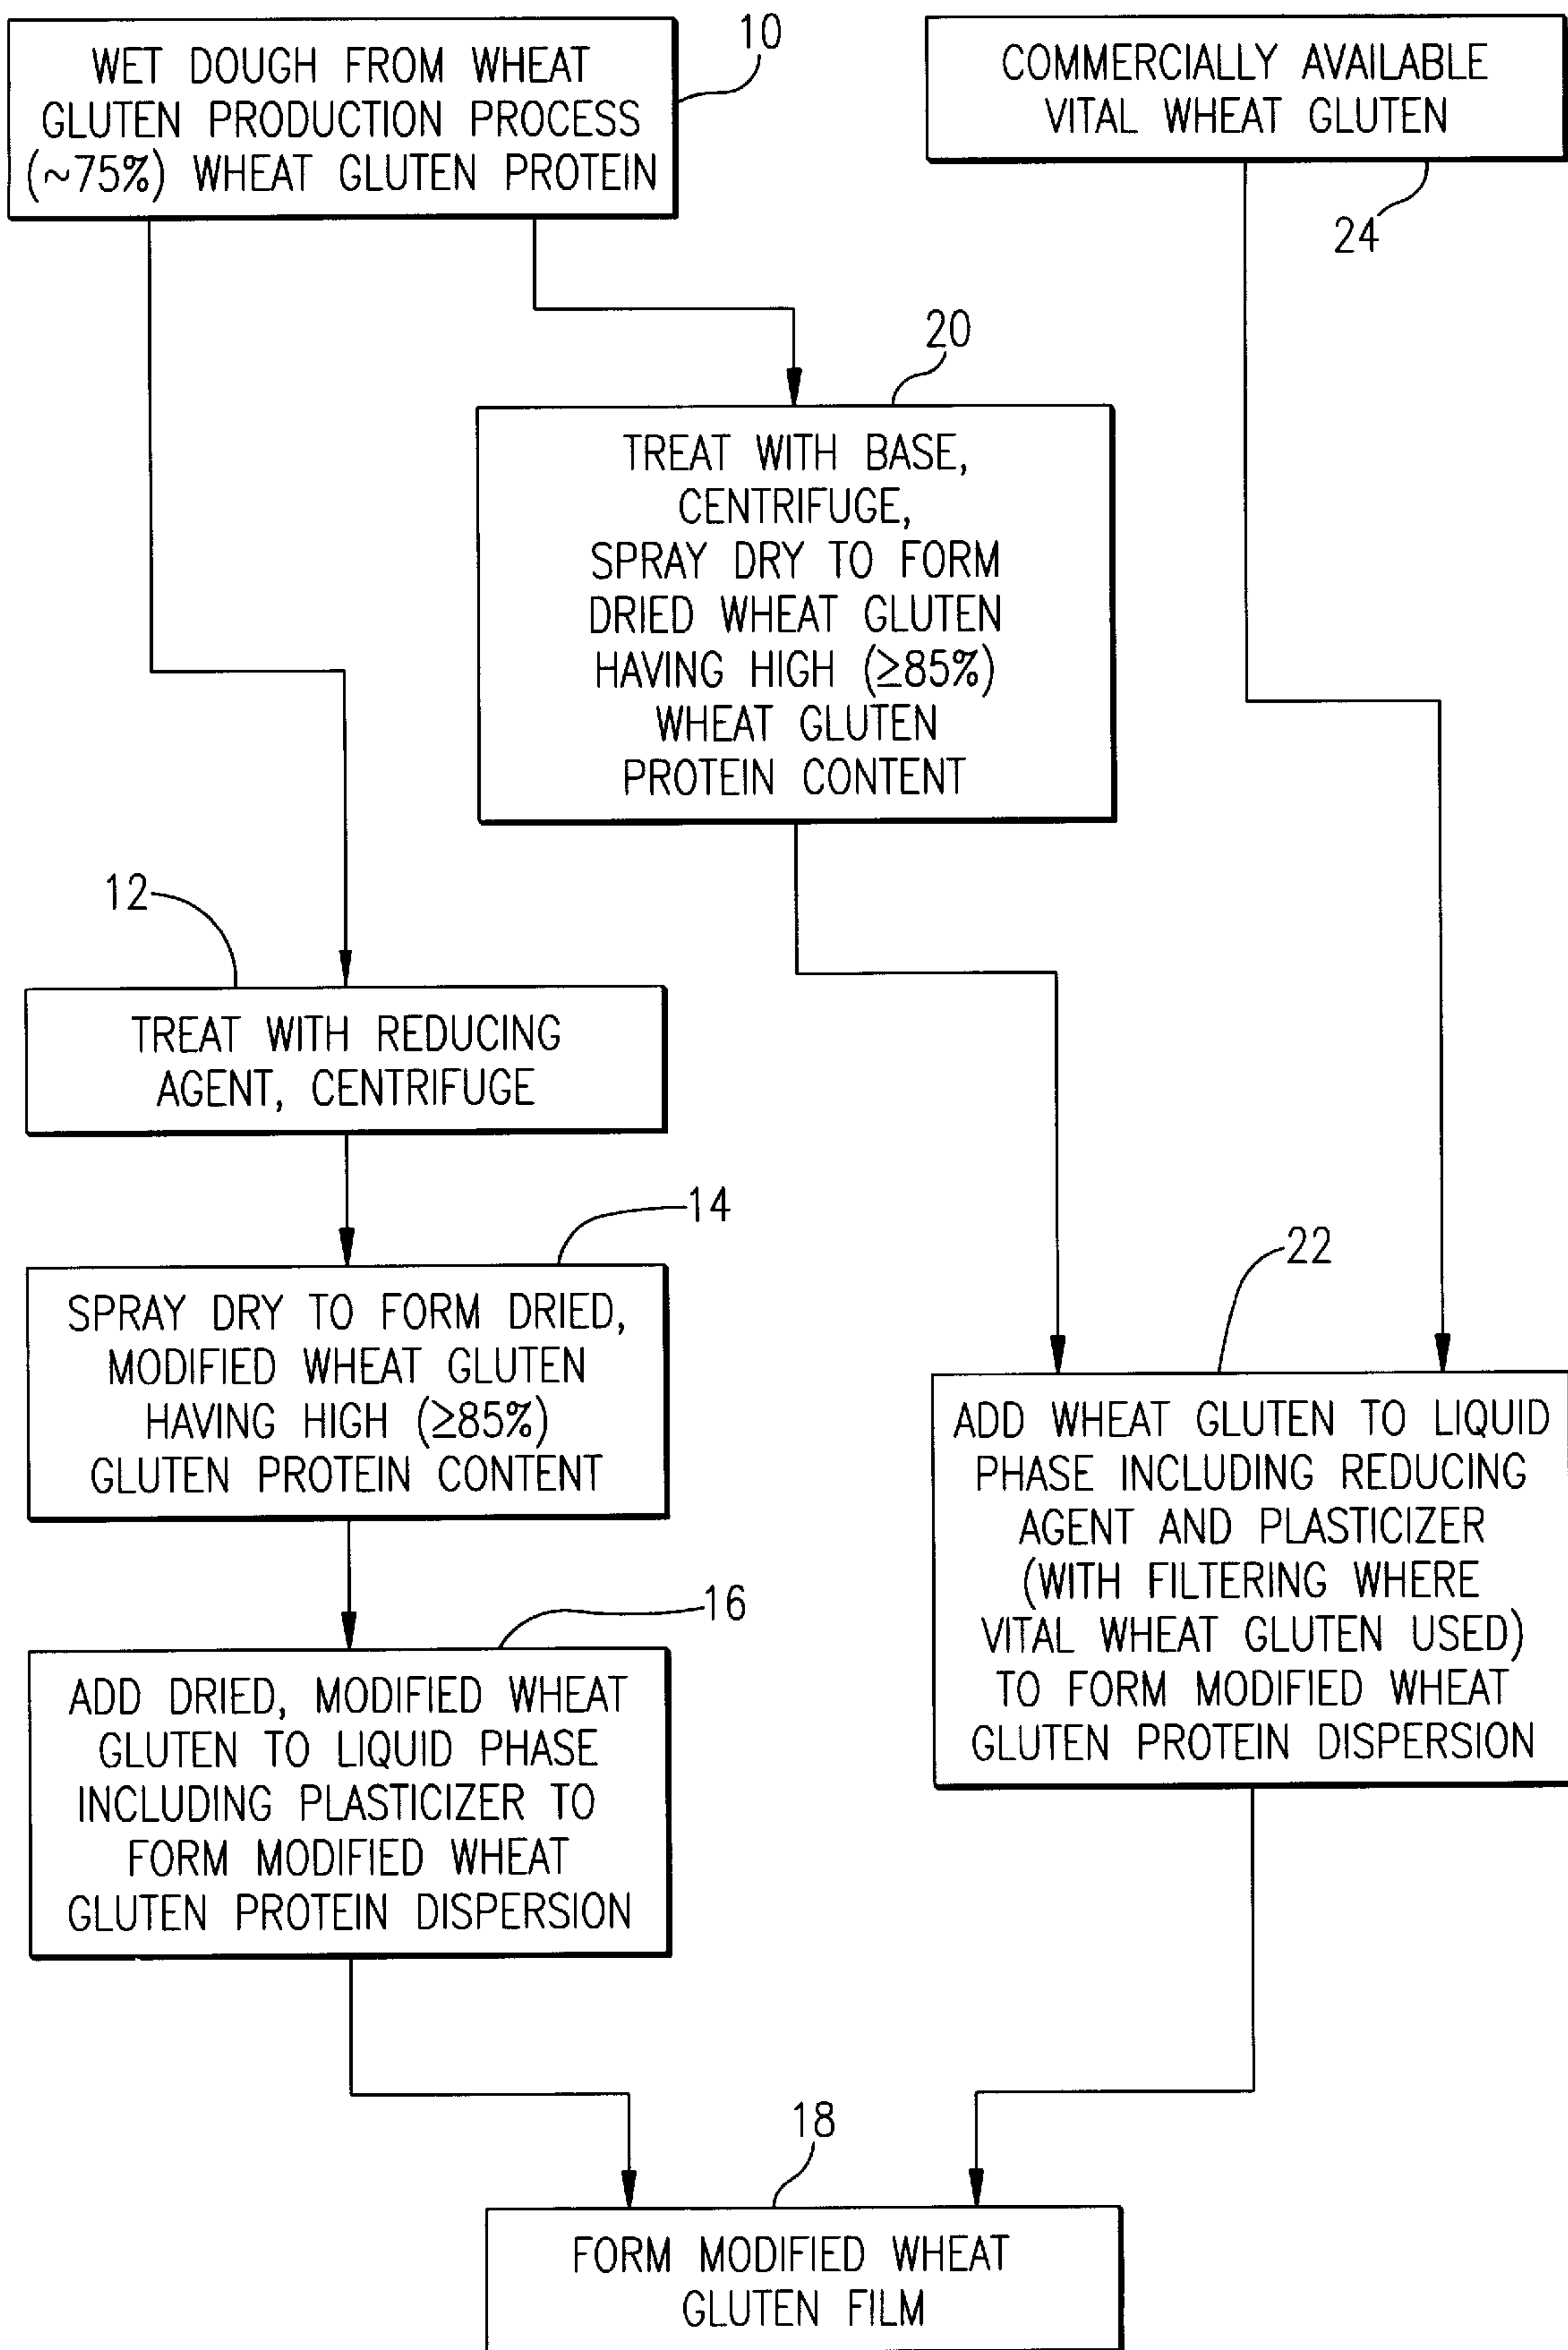 10
WET DOUGH FROM WHEAT
GLUTEN PRODUCTION PROCESS
(~75%) WHEAT GLUTEN PROTEIN
COMMERCIALLY AVAILABLE
VITAL WHEAT GLUTEN
24
20
TREAT WITH BASE,
CENTRIFUGE,
SPRAY DRY TO FORM
DRIED WHEAT GLUTEN
HAVING HIGH (≥85%)
WHEAT GLUTEN
PROTEIN CONTENT
12
TREAT WITH REDUCING
AGENT, CENTRIFUGE
14
SPRAY DRY TO FORM DRIED,
MODIFIED WHEAT GLUTEN
HAVING HIGH (≥85%)
GLUTEN PROTEIN CONTENT
22
ADD WHEAT GLUTEN TO LIQUID
PHASE INCLUDING REDUCING
AGENT AND PLASTICIZER
(WITH FILTERING WHERE
VITAL WHEAT GLUTEN USED)
TO FORM MODIFIED WHEAT
GLUTEN PROTEIN DISPERSION
16
ADD DRIED, MODIFIED WHEAT
GLUTEN TO LIQUID PHASE
INCLUDING PLASTICIZER TO
FORM MODIFIED WHEAT
GLUTEN PROTEIN DISPERSION
18
FORM MODIFIED WHEAT
GLUTEN FILM